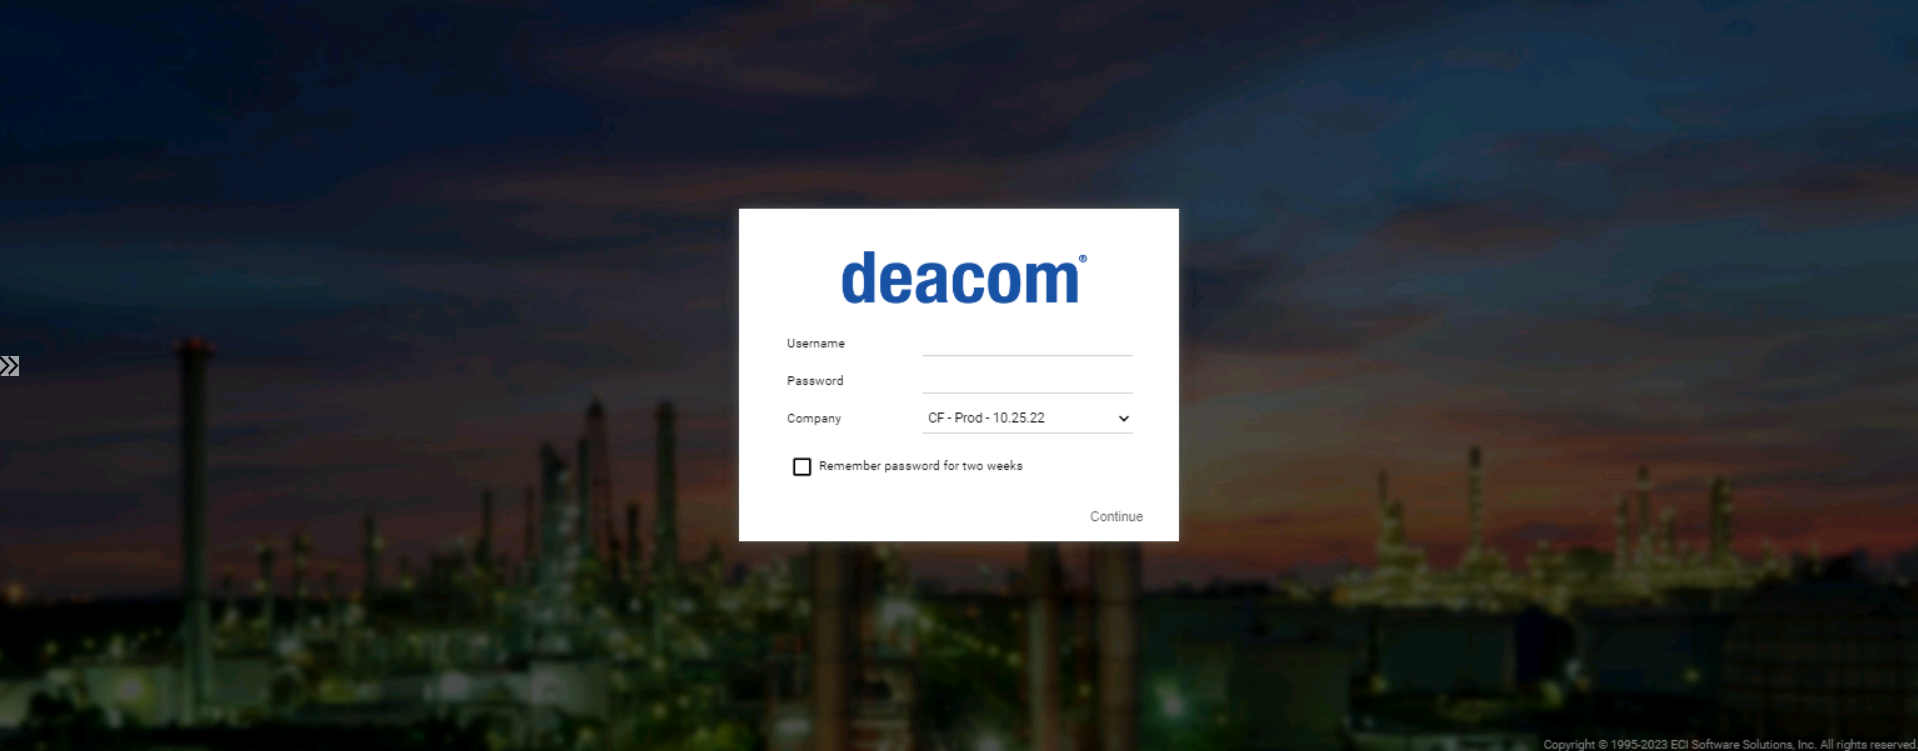 deacom®
Username
Password
Company CF - Prod - 10.25.22
Remember password for two weeks
Continue
Copyright © 1995-2023 ECI Software Solutions, Inc. All rights reserved.